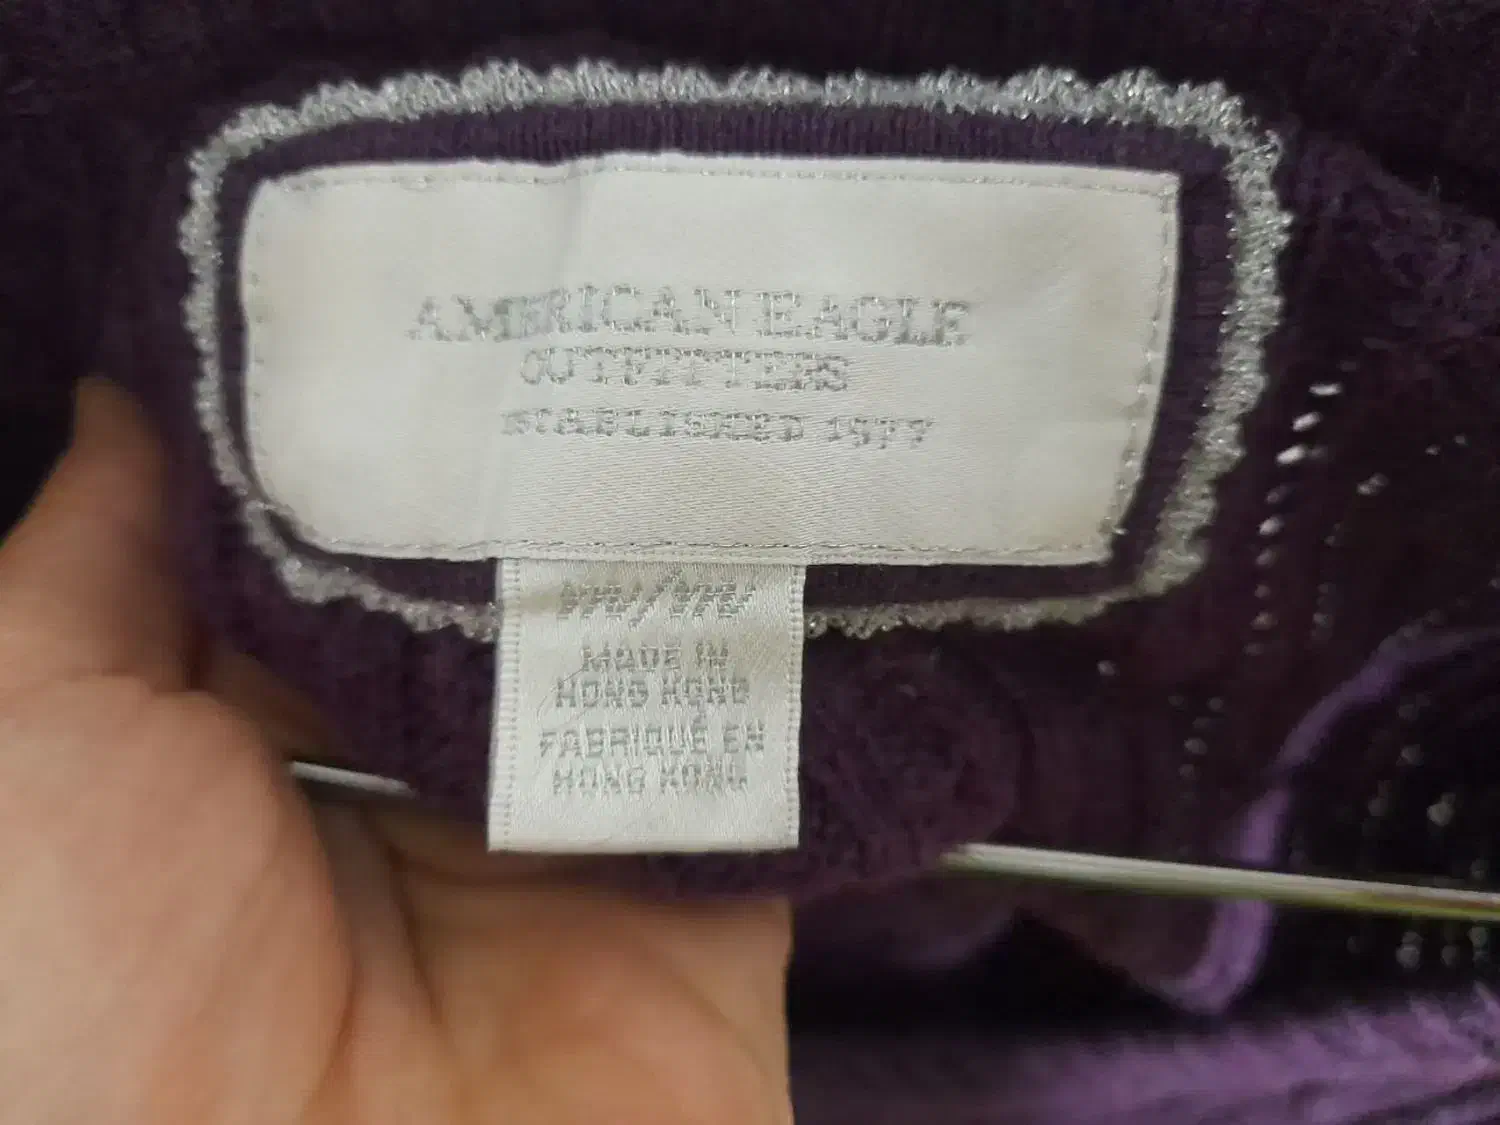 AMERICAN EAGLE
OUTFITTERS
ESTABLISHED 1977
MADE IN
HONG KONG
FABRIQUÉ EN
HONG KONG